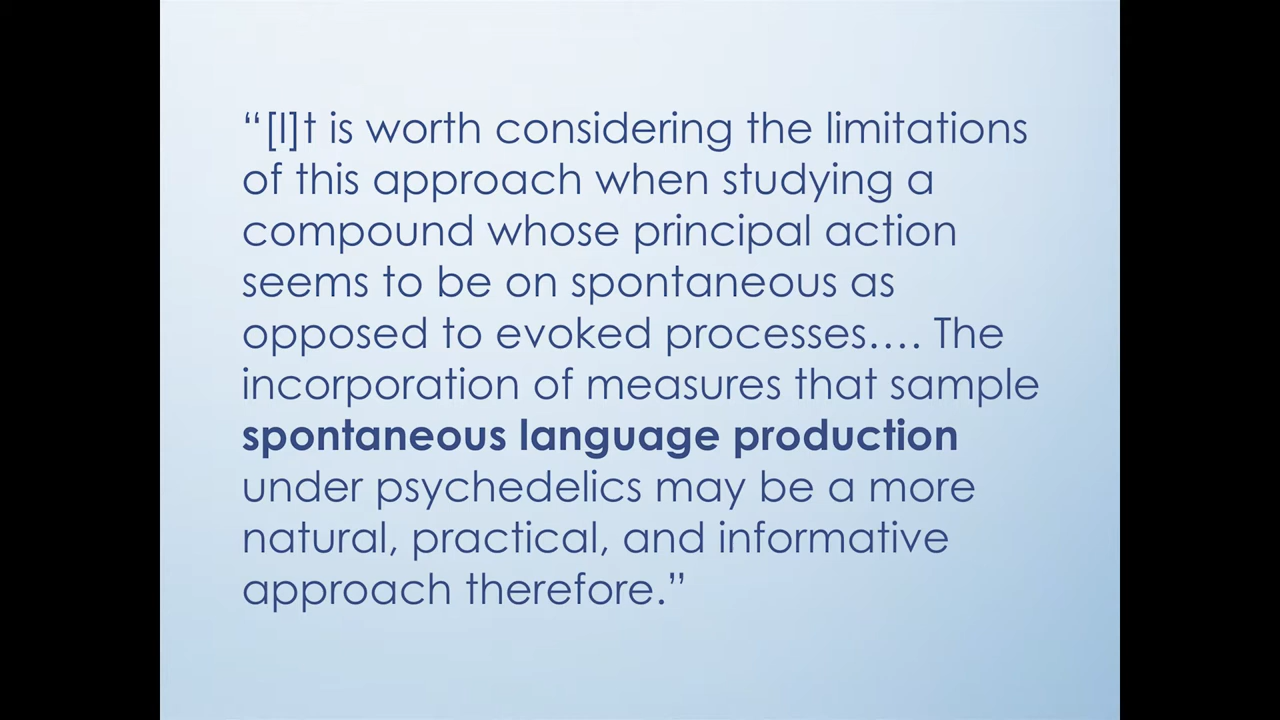 “[I]t is worth considering the limitations
of this approach when studying a
compound whose principal action
seems to be on spontaneous as
opposed to evoked processes…. The
incorporation of measures that sample
spontaneous language production
under psychedelics may be a more
natural, practical, and informative
approach therefore.”